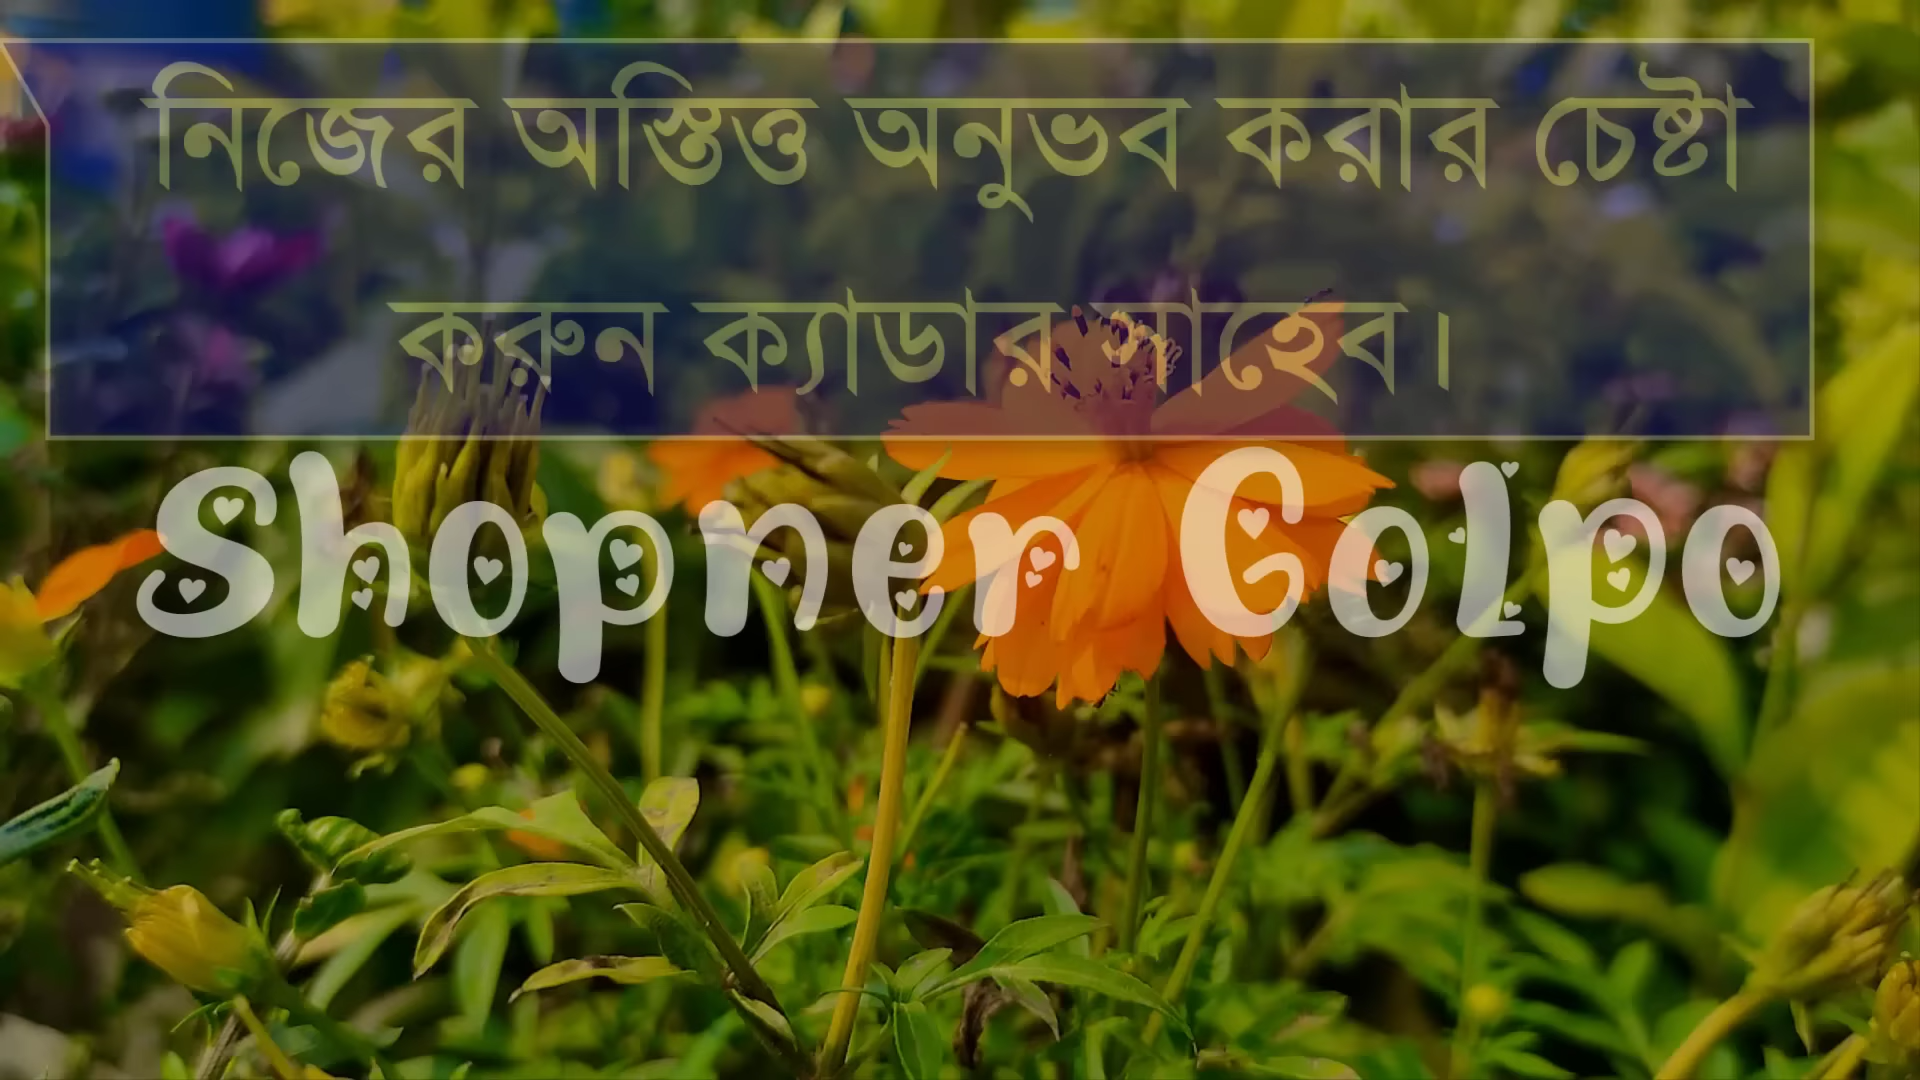 নিজের অস্তিত্ত অনুভব করার চেষ্টা
করুন ক্যাডার সাহেব।
Shopner Golpo